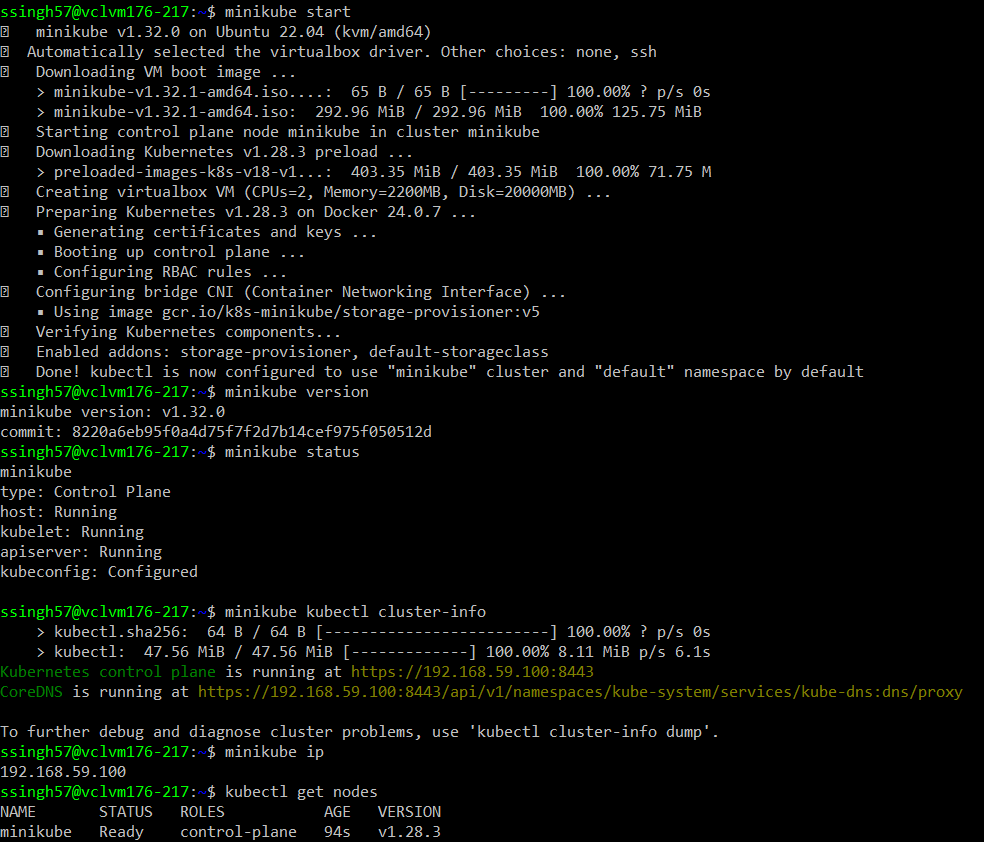 ssingh57@vclvm176-217:~$ minikube start
minikube v1.32.0 on Ubuntu 22.04 (kvm/amd64)
Automatically selected the virtualbox driver. Other choices: none, ssh
Downloading VM boot image ...
> minikube-v1.32.1-amd64.iso....:  65 B / 65 B [---------] 100.00% ? p/s 0s
> minikube-v1.32.1-amd64.iso:  292.96 MiB / 292.96 MiB  100.00% 125.75 MiB
Starting control plane node minikube in cluster minikube
Downloading Kubernetes v1.28.3 preload ...
> preloaded-images-k8s-v18-v1...:  403.35 MiB / 403.35 MiB  100.00% 71.75 M
Creating virtualbox VM (CPUs=2, Memory=2200MB, Disk=20000MB) ...
Preparing Kubernetes v1.28.3 on Docker 24.0.7 ...
▪ Generating certificates and keys ...
▪ Booting up control plane ...
▪ Configuring RBAC rules ...
Configuring bridge CNI (Container Networking Interface) ...
▪ Using image gcr.io/k8s-minikube/storage-provisioner:v5
Verifying Kubernetes components...
Enabled addons: storage-provisioner, default-storageclass
Done! kubectl is now configured to use "minikube" cluster and "default" namespace by default
ssingh57@vclvm176-217:~$ minikube version
minikube version: v1.32.0
commit: 8220a6eb95f0a4d75f7f2d7b14cef975f050512d
ssingh57@vclvm176-217:~$ minikube status
minikube
type: Control Plane
host: Running
kubelet: Running
apiserver: Running
kubeconfig: Configured
ssingh57@vclvm176-217:~$ minikube kubectl cluster-info
> kubectl.sha256:  64 B / 64 B [-------------------------] 100.00% ? p/s 0s
> kubectl:  47.56 MiB / 47.56 MiB [-------------] 100.00% 8.11 MiB p/s 6.1s
Kubernetes control plane is running at https://192.168.59.100:8443
CoreDNS is running at https://192.168.59.100:8443/api/v1/namespaces/kube-system/services/kube-dns:dns/proxy
To further debug and diagnose cluster problems, use 'kubectl cluster-info dump'.
ssingh57@vclvm176-217:~$ minikube ip
192.168.59.100
ssingh57@vclvm176-217:~$ kubectl get nodes
NAME       STATUS   ROLES           AGE   VERSION
minikube   Ready    control-plane   94s   v1.28.3